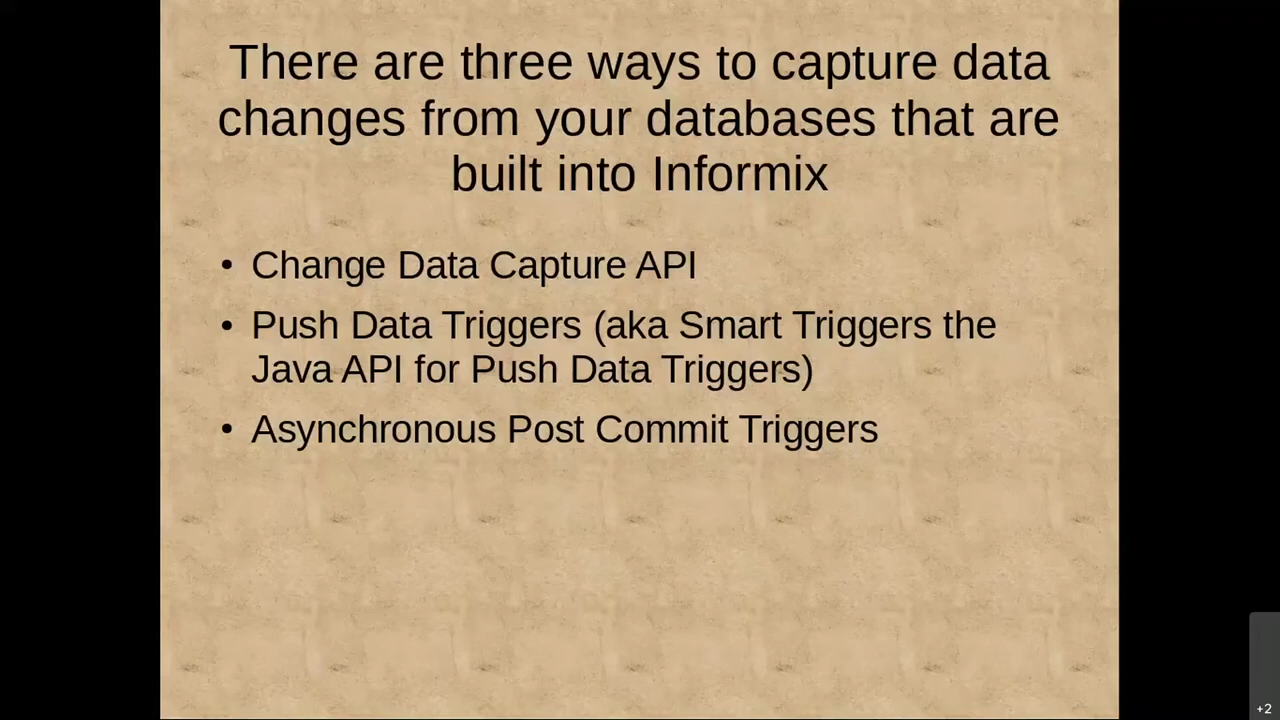 There are three ways to capture data
changes from your databases that are
built into Informix
• Change Data Capture API
• Push Data Triggers (aka Smart Triggers the
Java API for Push Data Triggers)
• Asynchronous Post Commit Triggers
+2